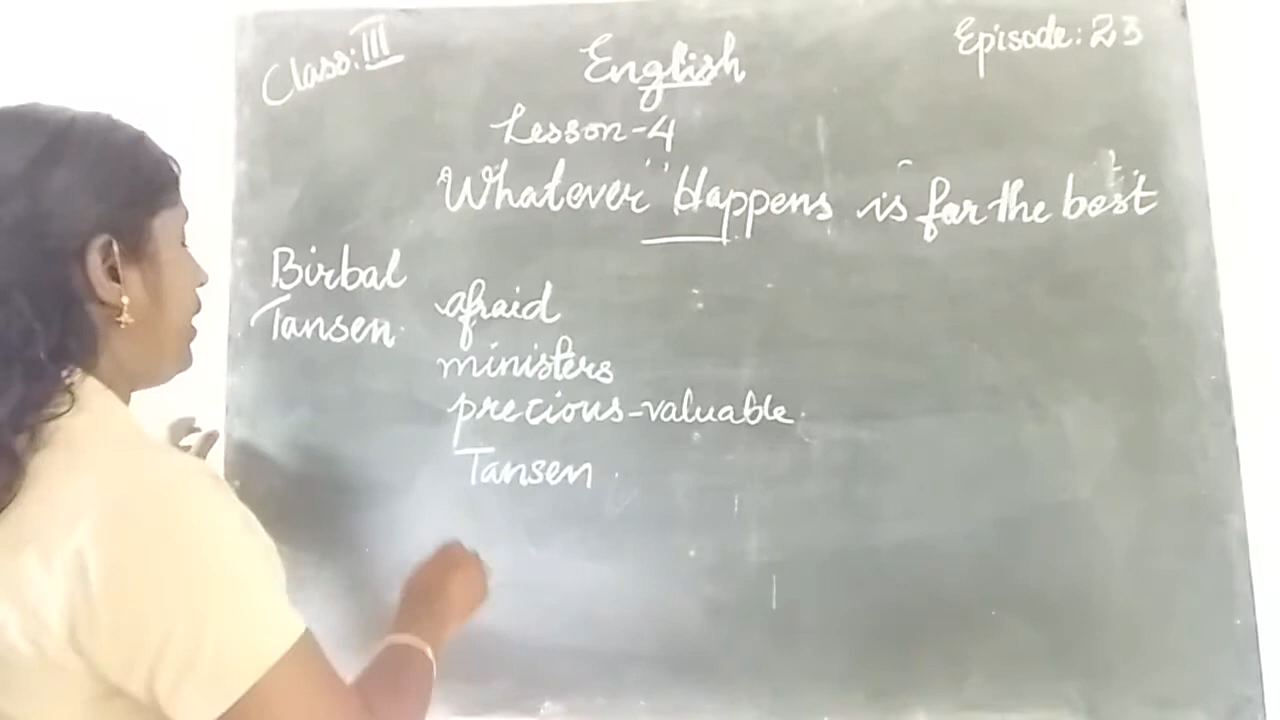 Class: III
English
Episode: 23
Lesson-4
"Whatever Happens is for the best"
Birbal
Tansen
afraid
ministers
precious-valuable
Tansen